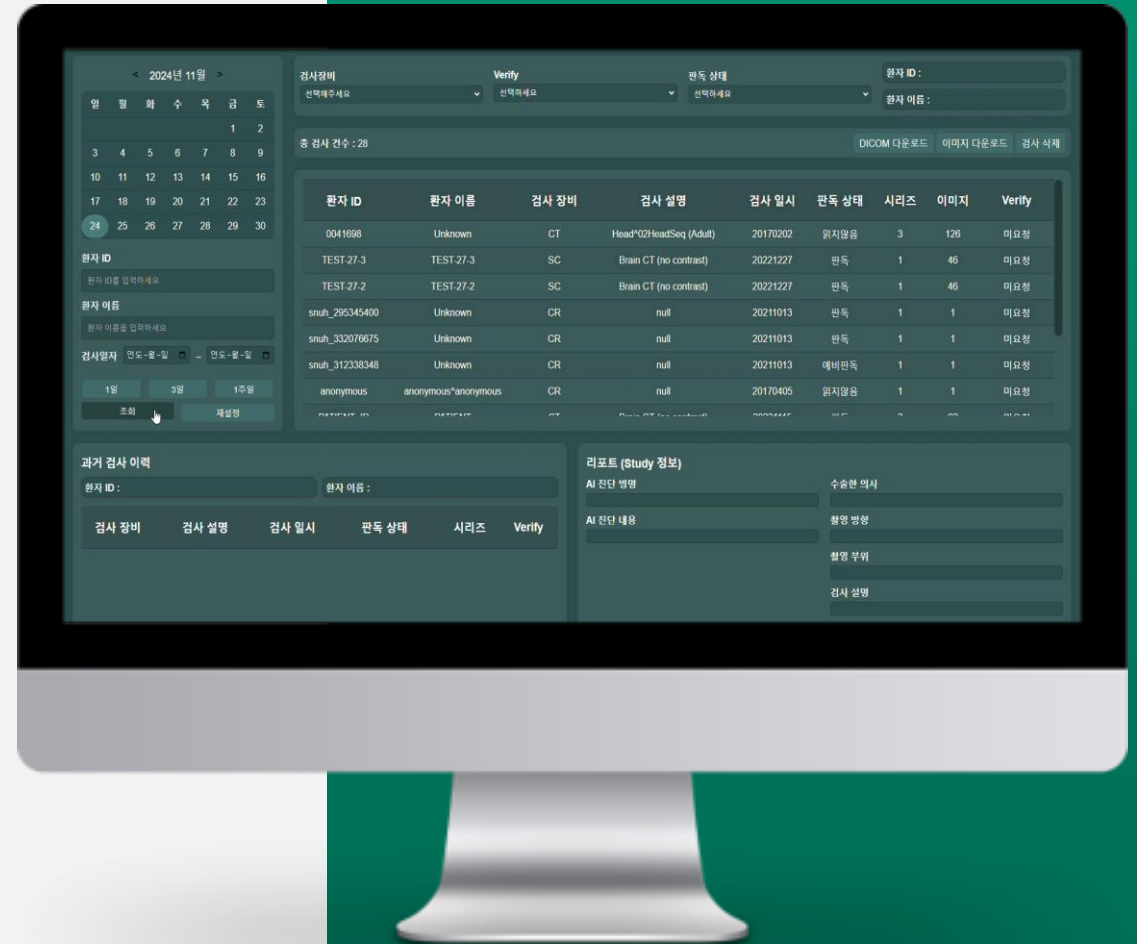 < 2024년 11월 >
일 월 화 수 목 금 토
1 2
3 4 5 6 7 8 9
10 11 12 13 14 15 16
17 18 19 20 21 22 23
24 25 26 27 28 29 30
환자 ID
환자 ID를 입력하세요
환자 이름
환자 이름을 입력하세요
검사일자 연도-월-일 - 연도-월-일
1일 3일 1주일
조회 재설정
검사장비 Verify 판독 상태
선택해주세요 선택하세요 선택하세요
환자 ID :
환자 이름 :
총 검사 건수 : 28
DICOM 다운로드 이미지 다운로드 검사 삭제
환자 ID 환자 이름 검사 장비 검사 설명 검사 일시 판독 상태 시리즈 이미지 Verify
0041698 Unknown CT Head^02HeadSeq (Adult) 20170202 읽지않음 3 126 미요청
TEST-27-3 TEST-27-3 SC Brain CT (no contrast) 20221227 판독 1 46 미요청
TEST-27-2 TEST-27-2 SC Brain CT (no contrast) 20221227 판독 1 46 미요청
snuh_295345400 Unknown CR null 20211013 판독 1 1 미요청
snuh_332076675 Unknown CR null 20211013 판독 1 1 미요청
snuh_312338348 Unknown CR null 20211013 예비판독 1 1 미요청
anonymous anonymous^anonymous CR null 20170405 읽지않음 1 1 미요청
과거 검사 이력
환자 ID : 환자 이름 :
검사 장비 검사 설명 검사 일시 판독 상태 시리즈 Verify
리포트 (Study 정보)
AI 진단 병명 수술한 의사
AI 진단 내용 촬영 방향
촬영 부위
검사 설명